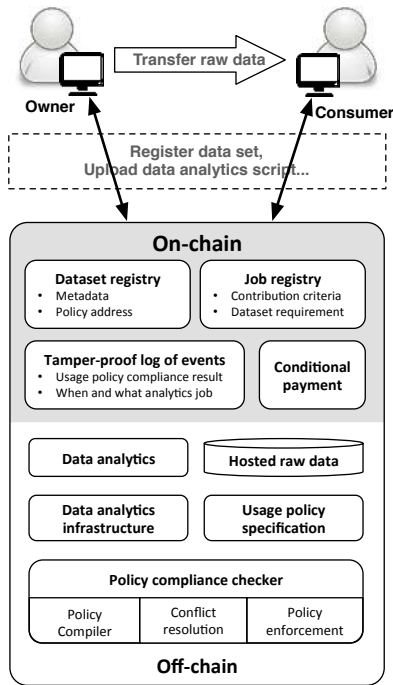 Transfer raw data
Owner
Consumer
Register data set,
Upload data analytics script...
On-chain
Dataset registry
• Metadata
• Policy address
Job registry
• Contribution criteria
• Dataset requirement
Tamper-proof log of events
• Usage policy compliance result
• When and what analytics job
Conditional
payment
Data analytics
Hosted raw data
Data analytics
infrastructure
Usage policy
specification
Policy compliance checker
Policy
Compiler
Conflict
resolution
Policy
enforcement
Off-chain